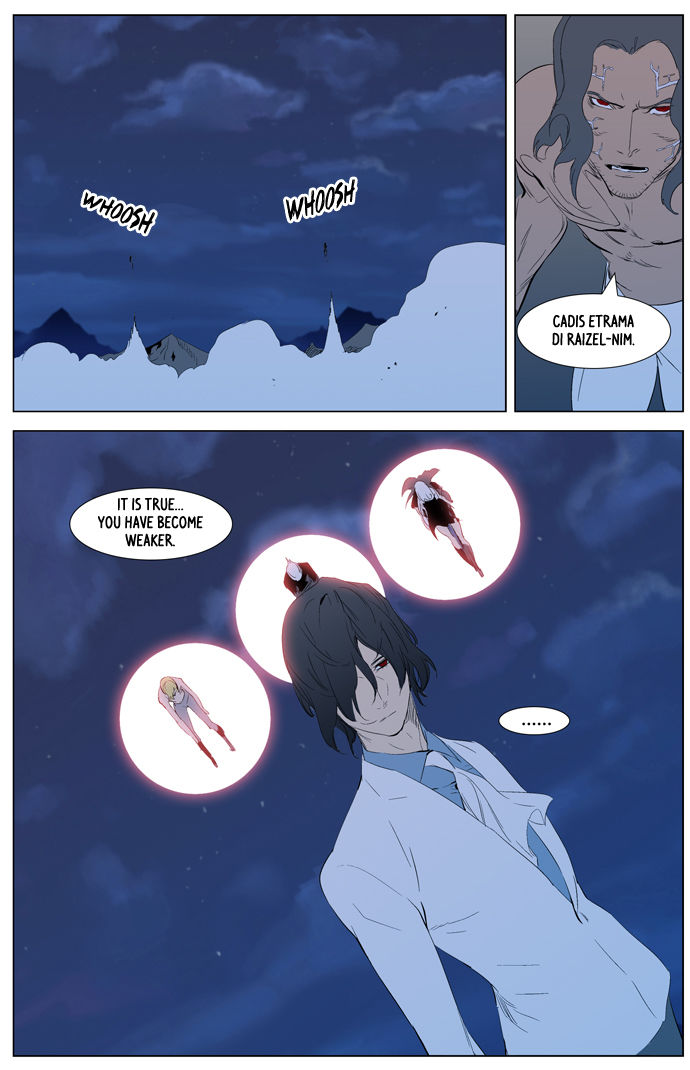 WHOOSH
WHOOSH
CADIS ETRAMA
DI RAIZEL-NIM.
IT IS TRUE...
YOU HAVE BECOME
WEAKER.
......